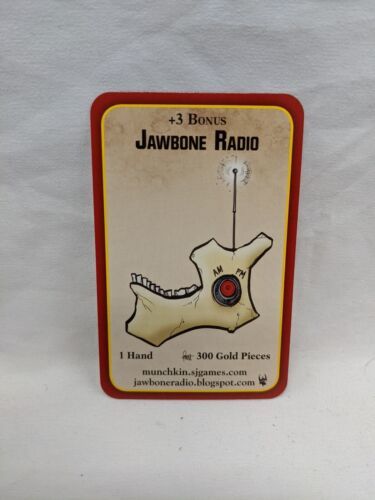 +3 Bonus
Jawbone Radio
AM FM
1 Hand 300 Gold Pieces
munchkin.sjgames.com
jawboneradio.blogspot.com